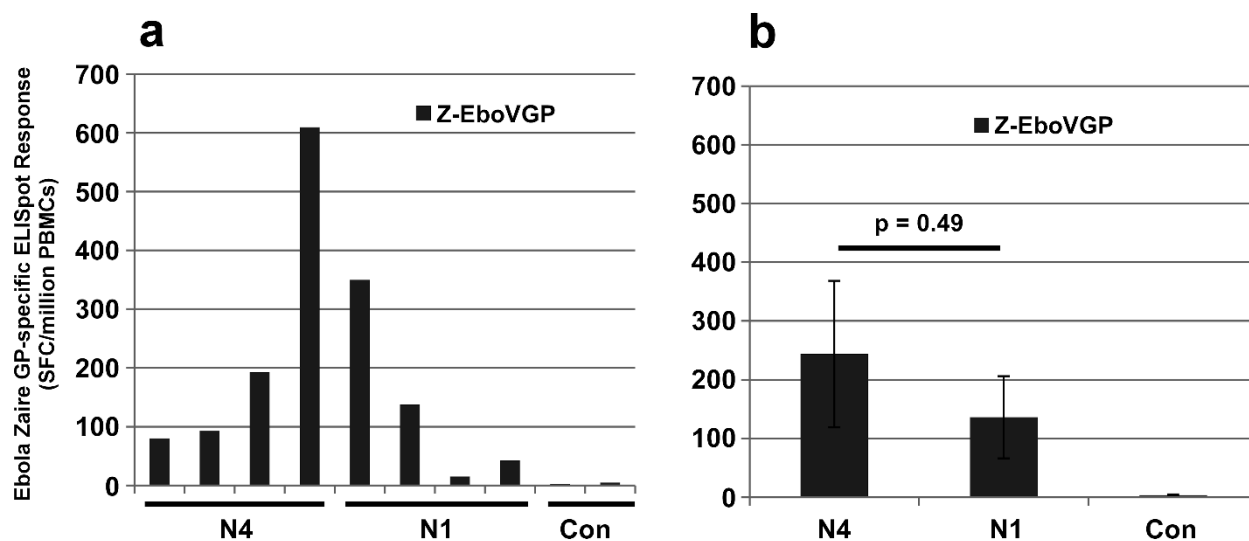 a
Ebola Zaire GP-specific ELISpot Response
(SFC/million PBMCs)
700
600
500
400
300
200
100
0
Z-EboVGP
N4 N1 Con
b
700
600
500
400
300
200
100
0
Z-EboVGP
p = 0.49
N4 N1 Con